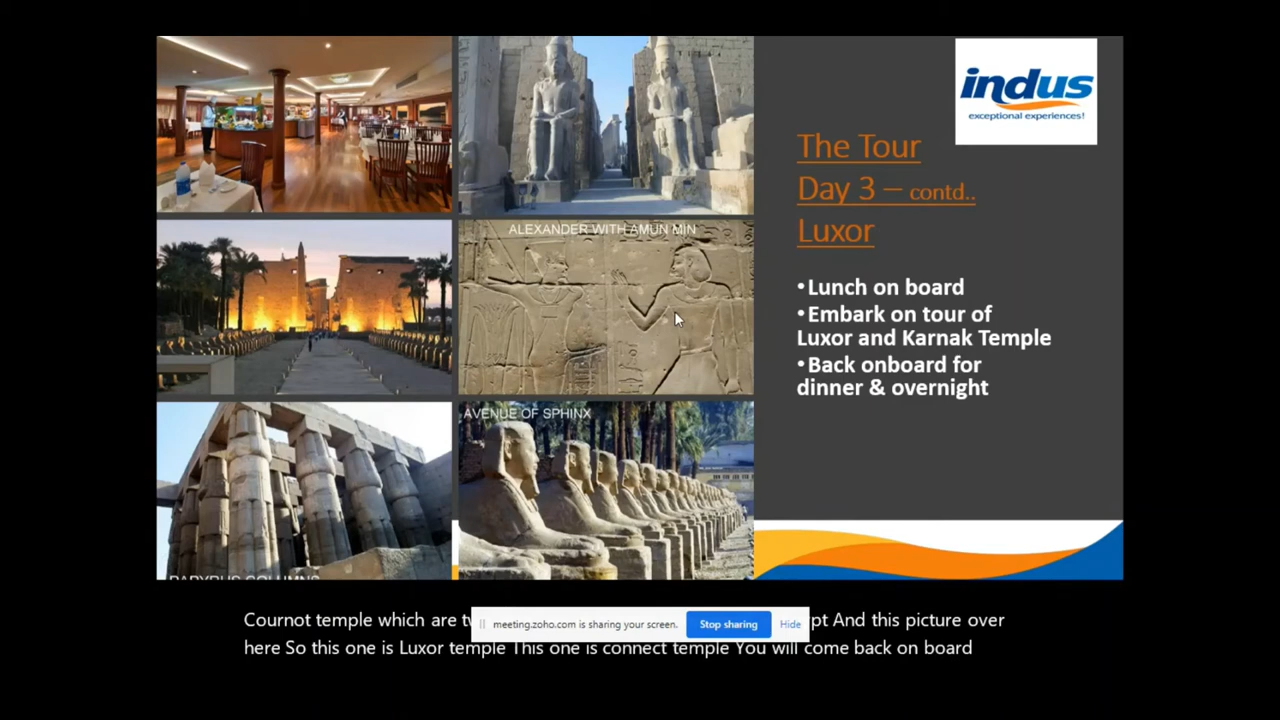 indus
exceptional experiences!
The Tour
Day 3 – contd..
Luxor
•Lunch on board
•Embark on tour of
Luxor and Karnak Temple
•Back onboard for
dinner & overnight
ALEXANDER WITH AMUN MIN
AVENUE OF SPHINX
PAPYRUS COLUMNS
meeting.zoho.com is sharing your screen.
Stop sharing
Hide
Cournot temple which are And this picture over
here So this one is Luxor temple This one is connect temple You will come back on board